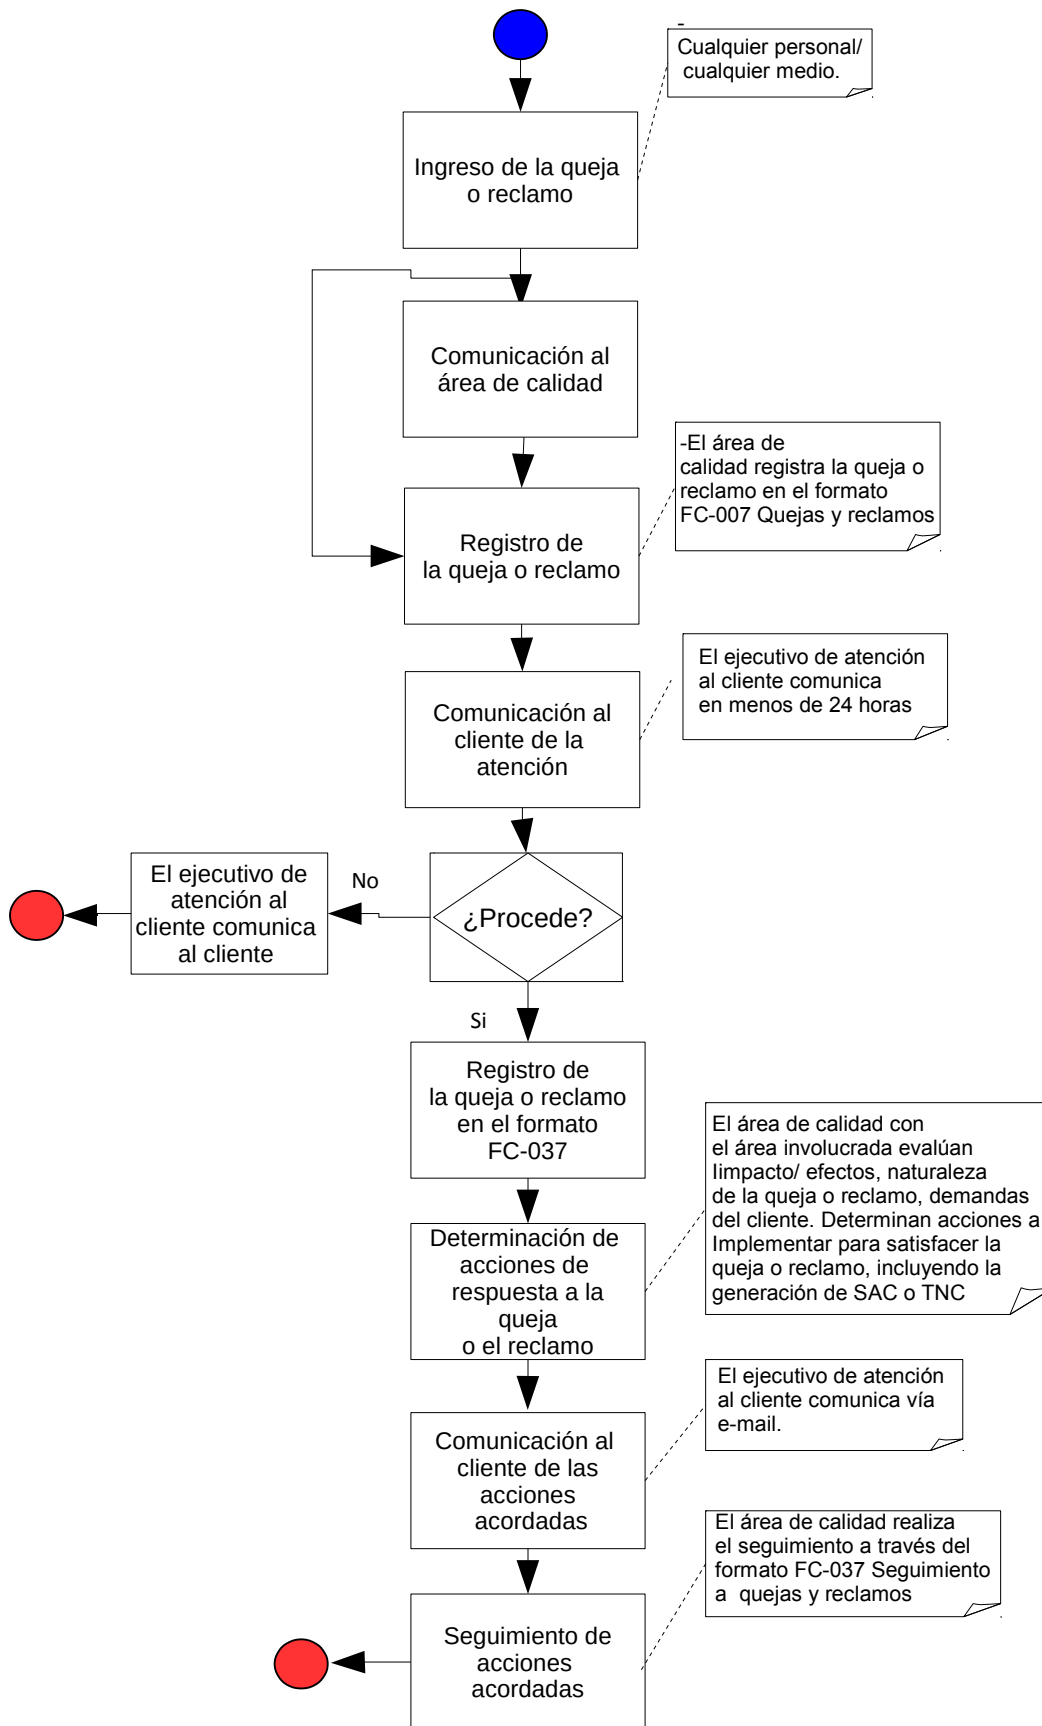 -
Cualquier personal/
cualquier medio.
Ingreso de la queja
o reclamo
Comunicación al
área de calidad
-El área de
calidad registra la queja o
reclamo en el formato
FC-007 Quejas y reclamos
Registro de
la queja o reclamo
El ejecutivo de atención
al cliente comunica
en menos de 24 horas
Comunicación al
cliente de la
atención
El ejecutivo de
atención al
cliente comunica
al cliente
No
¿Procede?
Si
Registro de
la queja o reclamo
en el formato
FC-037
El área de calidad con
el área involucrada evalúan
Iimpacto/ efectos, naturaleza
de la queja o reclamo, demandas
del cliente. Determinan acciones a
Implementar para satisfacer la
queja o reclamo, incluyendo la
generación de SAC o TNC
Determinación de
acciones de
respuesta a la
queja
o el reclamo
El ejecutivo de atención
al cliente comunica vía
e-mail.
Comunicación al
cliente de las
acciones
acordadas
El área de calidad realiza
el seguimiento a través del
formato FC-037 Seguimiento
a quejas y reclamos
Seguimiento de
acciones
acordadas